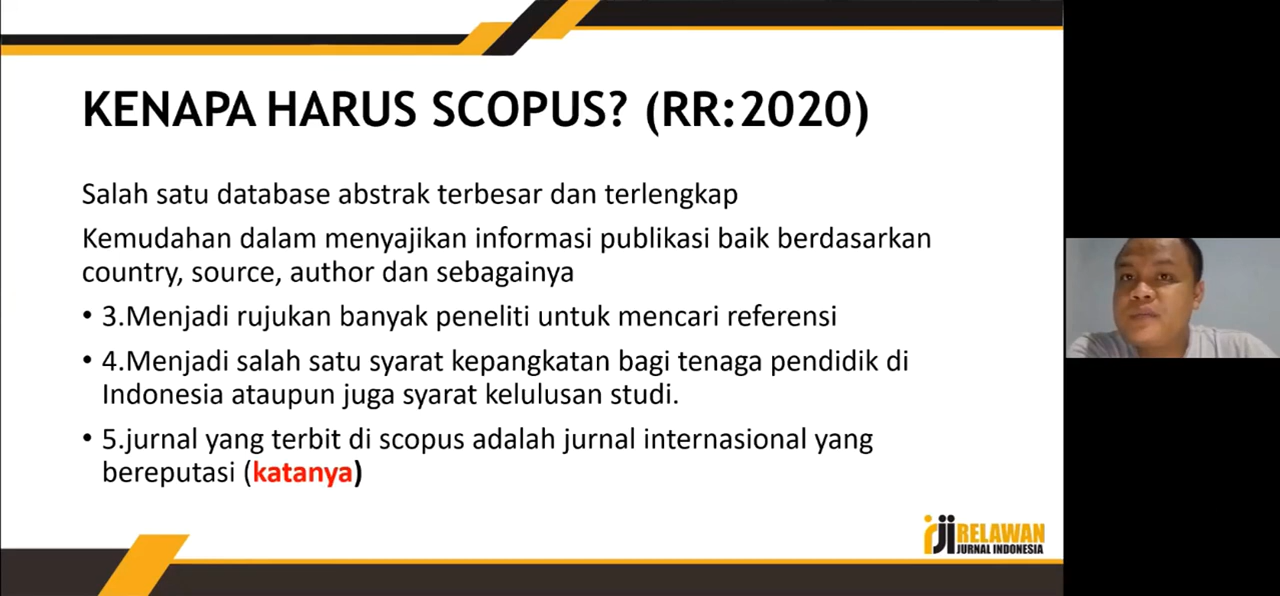 KENAPA HARUS SCOPUS? (RR:2020)
Salah satu database abstrak terbesar dan terlengkap
Kemudahan dalam menyajikan informasi publikasi baik berdasarkan
country, source, author dan sebagainya
• 3.Menjadi rujukan banyak peneliti untuk mencari referensi
• 4.Menjadi salah satu syarat kepangkatan bagi tenaga pendidik di
Indonesia ataupun juga syarat kelulusan studi.
• 5.jurnal yang terbit di scopus adalah jurnal internasional yang
bereputasi (katanya)
rji RELAWAN
JURNAL INDONESIA